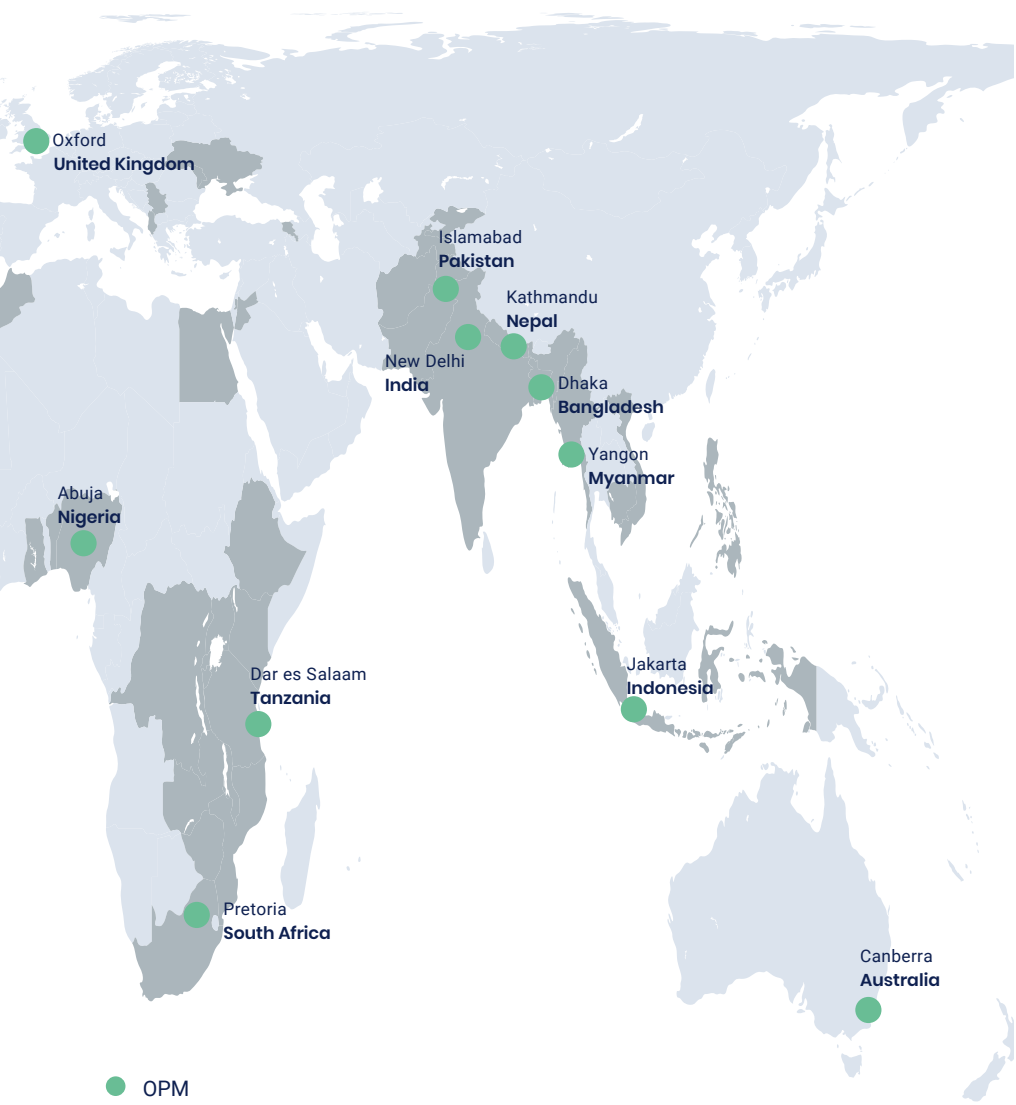 Oxford
United Kingdom
Islamabad
Pakistan
Kathmandu
Nepal
New Delhi
India
Dhaka
Bangladesh
Yangon
Myanmar
Abuja
Nigeria
Dar es Salaam
Tanzania
Jakarta
Indonesia
Pretoria
South Africa
Canberra
Australia
OPM